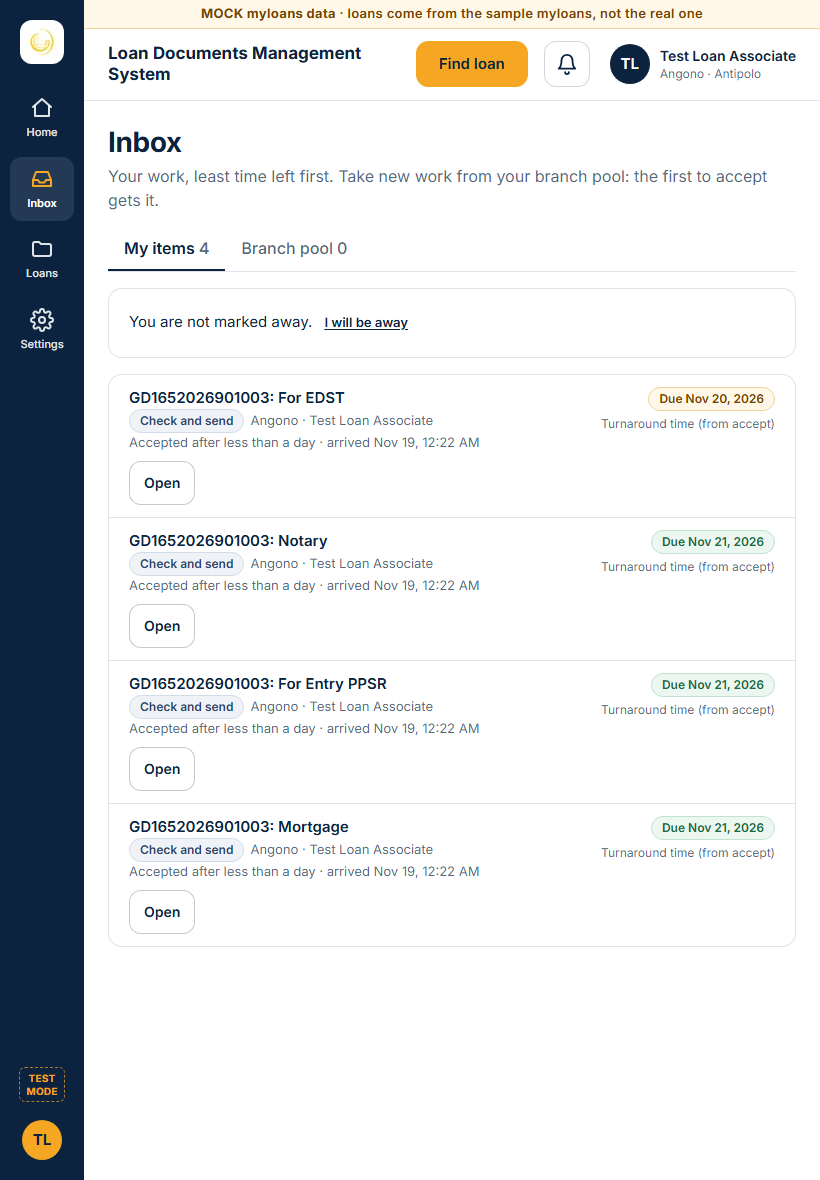 MOCK myloans data · loans come from the sample myloans, not the real one
Loan Documents Management
System
Find loan
TL
Test Loan Associate
Angono · Antipolo
Home
Inbox
Loans
Settings
TEST
MODE
TL
Inbox
Your work, least time left first. Take new work from your branch pool: the first to accept
gets it.
My items 4
Branch pool 0
You are not marked away. I will be away
GD1652026901003: For EDST
Due Nov 20, 2026
Check and send Angono · Test Loan Associate
Turnaround time (from accept)
Accepted after less than a day · arrived Nov 19, 12:22 AM
Open
GD1652026901003: Notary
Due Nov 21, 2026
Check and send Angono · Test Loan Associate
Turnaround time (from accept)
Accepted after less than a day · arrived Nov 19, 12:22 AM
Open
GD1652026901003: For Entry PPSR
Due Nov 21, 2026
Check and send Angono · Test Loan Associate
Turnaround time (from accept)
Accepted after less than a day · arrived Nov 19, 12:22 AM
Open
GD1652026901003: Mortgage
Due Nov 21, 2026
Check and send Angono · Test Loan Associate
Turnaround time (from accept)
Accepted after less than a day · arrived Nov 19, 12:22 AM
Open